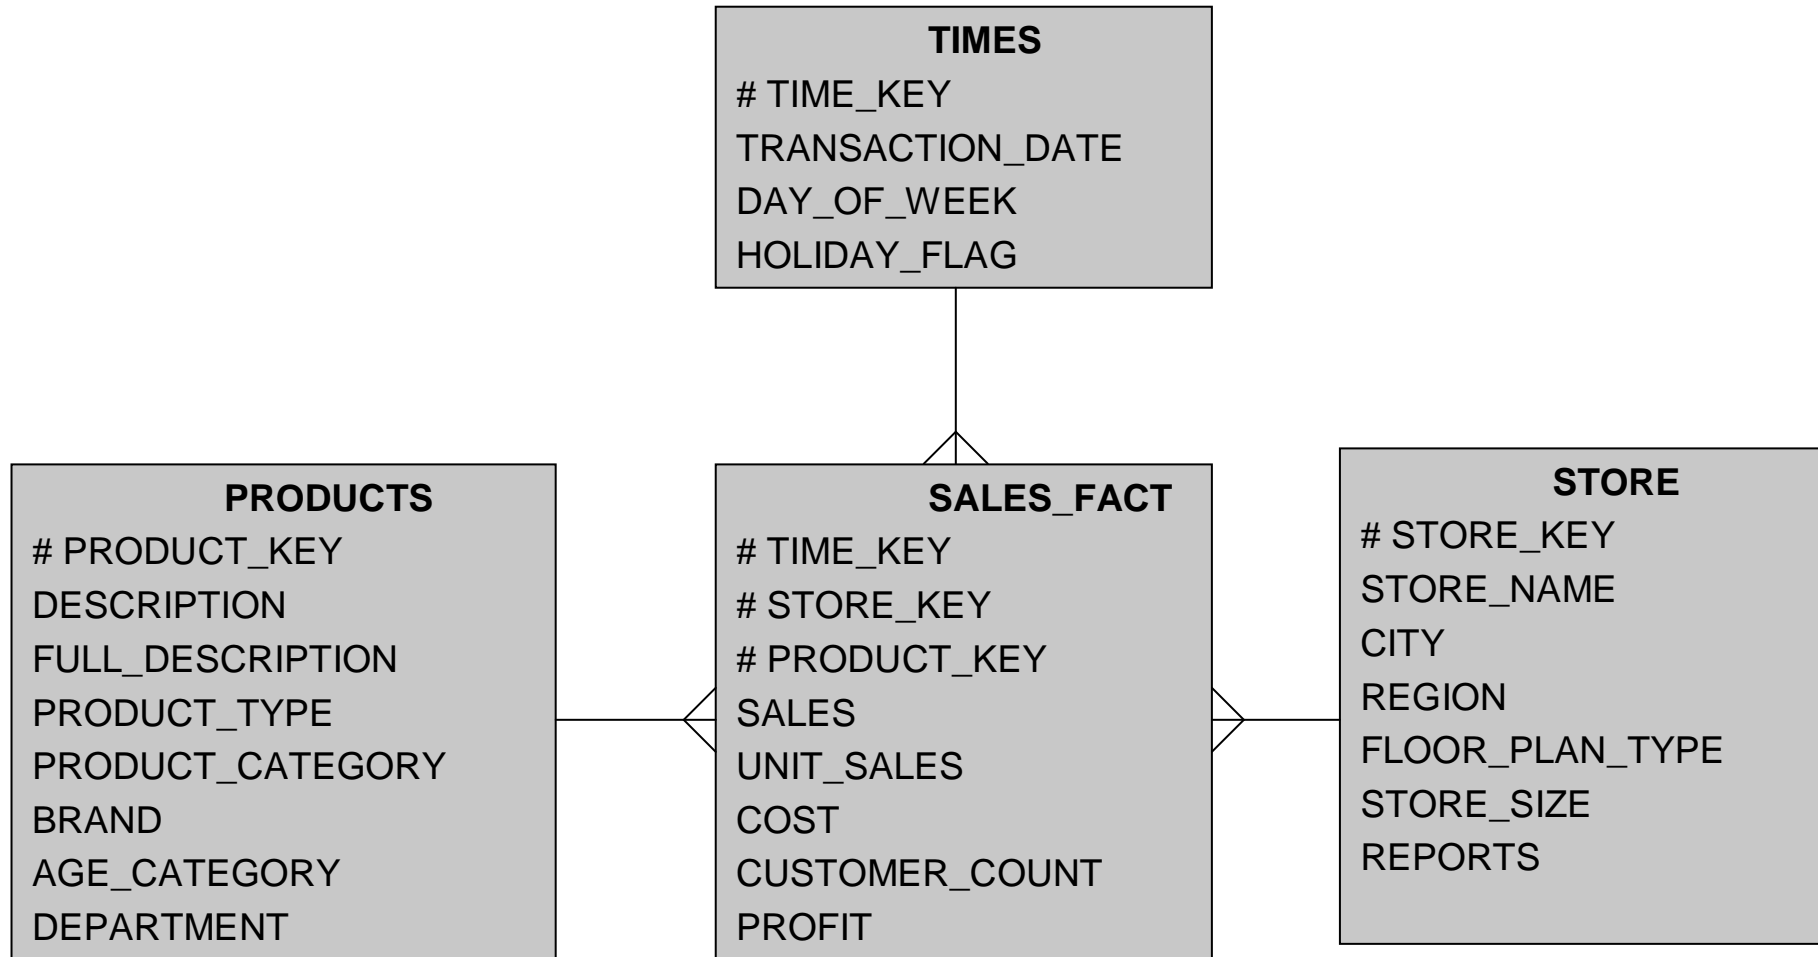 TIMES
# TIME_KEY
TRANSACTION_DATE
DAY_OF_WEEK
HOLIDAY_FLAG
PRODUCTS
# PRODUCT_KEY
DESCRIPTION
FULL_DESCRIPTION
PRODUCT_TYPE
PRODUCT_CATEGORY
BRAND
AGE_CATEGORY
DEPARTMENT
SALES_FACT
# TIME_KEY
# STORE_KEY
# PRODUCT_KEY
SALES
UNIT_SALES
COST
CUSTOMER_COUNT
PROFIT
STORE
# STORE_KEY
STORE_NAME
CITY
REGION
FLOOR_PLAN_TYPE
STORE_SIZE
REPORTS